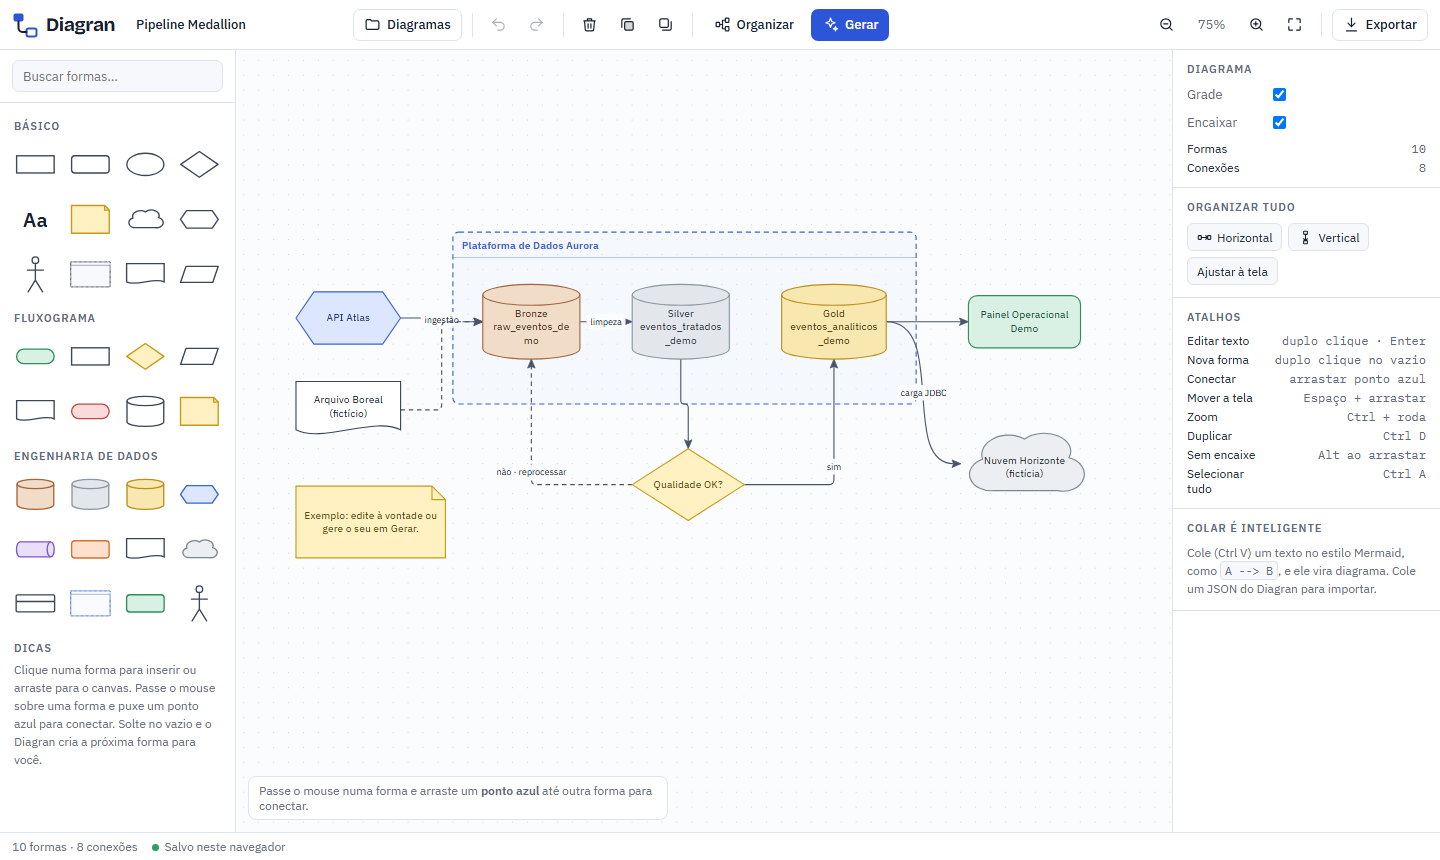 Diagran
Pipeline Medallion
Diagramas
Organizar
Gerar
75%
Exportar
Buscar formas...
BÁSICO
Aa
FLUXOGRAMA
ENGENHARIA DE DADOS
DICAS
Clique numa forma para inserir ou
arraste para o canvas. Passe o mouse
sobre uma forma e puxe um ponto
azul para conectar. Solte no vazio e o
Diagran cria a próxima forma para
você.
Plataforma de Dados Aurora
API Atlas
ingestão
Bronze
raw_eventos_de
mo
limpeza
Silver
eventos_tratados
_demo
Gold
eventos_analiticos
_demo
Painel Operacional
Demo
Arquivo Boreal
(fictício)
carga JDBC
não · reprocessar
Qualidade OK?
sim
Nuvem Horizonte
(fictícia)
Exemplo: edite à vontade ou
gere o seu em Gerar.
Passe o mouse numa forma e arraste um ponto azul até outra forma para
conectar.
DIAGRAMA
Grade
Encaixar
Formas 10
Conexões 8
ORGANIZAR TUDO
Horizontal
Vertical
Ajustar à tela
ATALHOS
Editar texto duplo clique · Enter
Nova forma duplo clique no vazio
Conectar arrastar ponto azul
Mover a tela Espaço + arrastar
Zoom Ctrl + roda
Duplicar Ctrl D
Sem encaixe Alt ao arrastar
Selecionar Ctrl A
tudo
COLAR É INTELIGENTE
Cole (Ctrl V) um texto no estilo Mermaid,
como A --> B, e ele vira diagrama. Cole
um JSON do Diagran para importar.
10 formas · 8 conexões
Salvo neste navegador